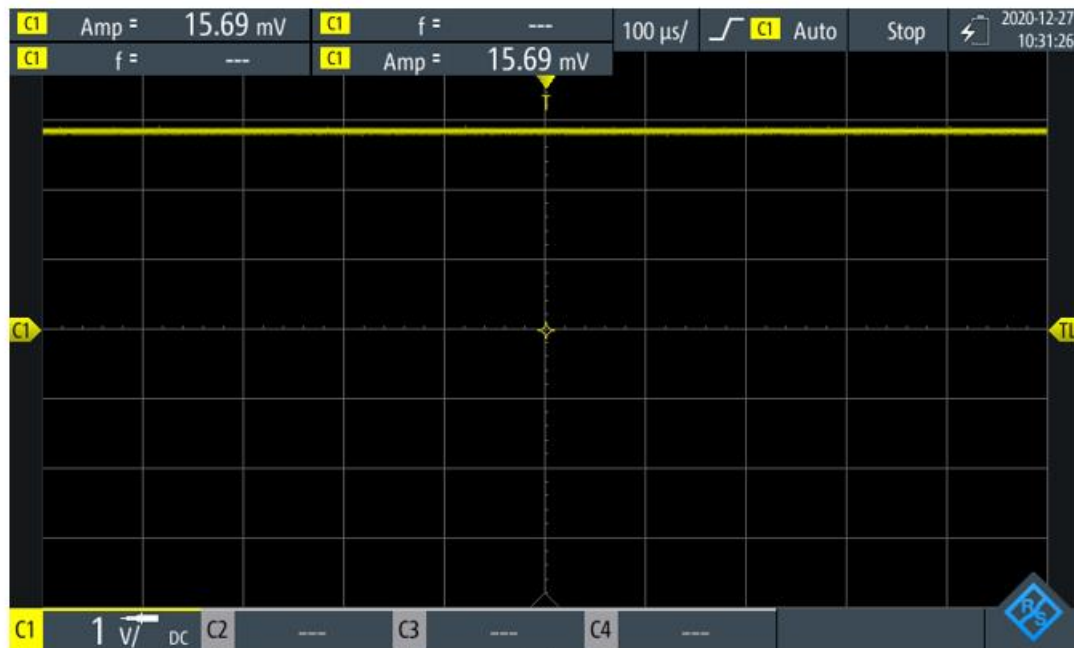 C1 Amp = 15.69 mV C1 f = --- 100 µs/ C1 Auto Stop 2020-12-27
C1 f = --- C1 Amp = 15.69 mV 10:31:26
T
C1 TL
C1 1 V/ DC C2 --- C3 --- C4 --- R S